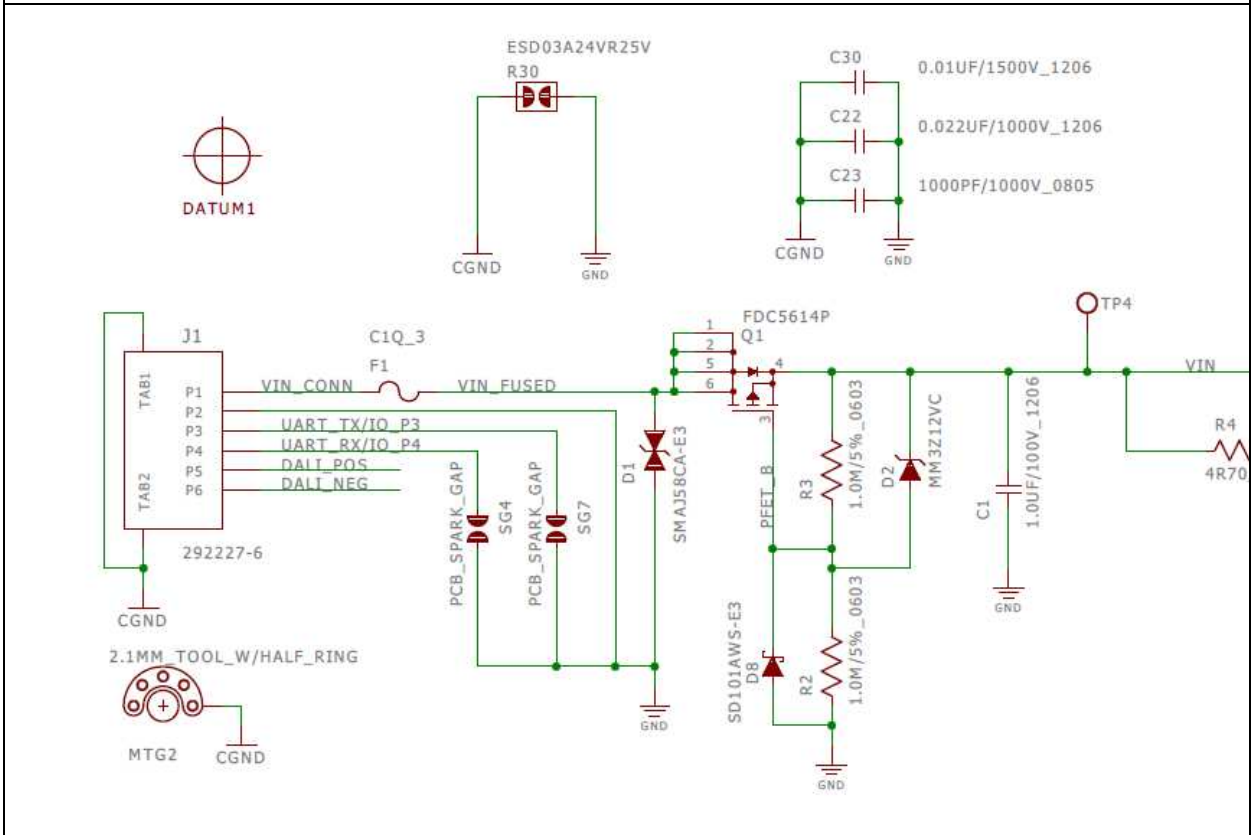 ESD03A24VR25V
R30
CGND
GND
C30
0.01UF/1500V_1206
C22
0.022UF/1000V_1206
C23
1000PF/1000V_0805
CGND
GND
DATUM1
J1
TAB1
TAB2
P1
P2
P3
P4
P5
P6
292227-6
CGND
VIN_CONN
C1Q_3
F1
VIN_FUSED
UART_TX/IO_P3
UART_RX/IO_P4
DALI_POS
DALI_NEG
PCB_SPARK_GAP
SG4
PCB_SPARK_GAP
SG7
D1
SMAJ58CA-E3
GND
FDC5614P
Q1
1
2
5
6
4
3
PFET_B
R3
1.0M/5%_0603
D2
MM3Z12VC
C1
1.0UF/100V_1206
GND
TP4
VIN
R4
4R70
SD101AWS-E3
D8
R2
1.0M/5%_0603
GND
2.1MM_TOOL_W/HALF_RING
MTG2
CGND